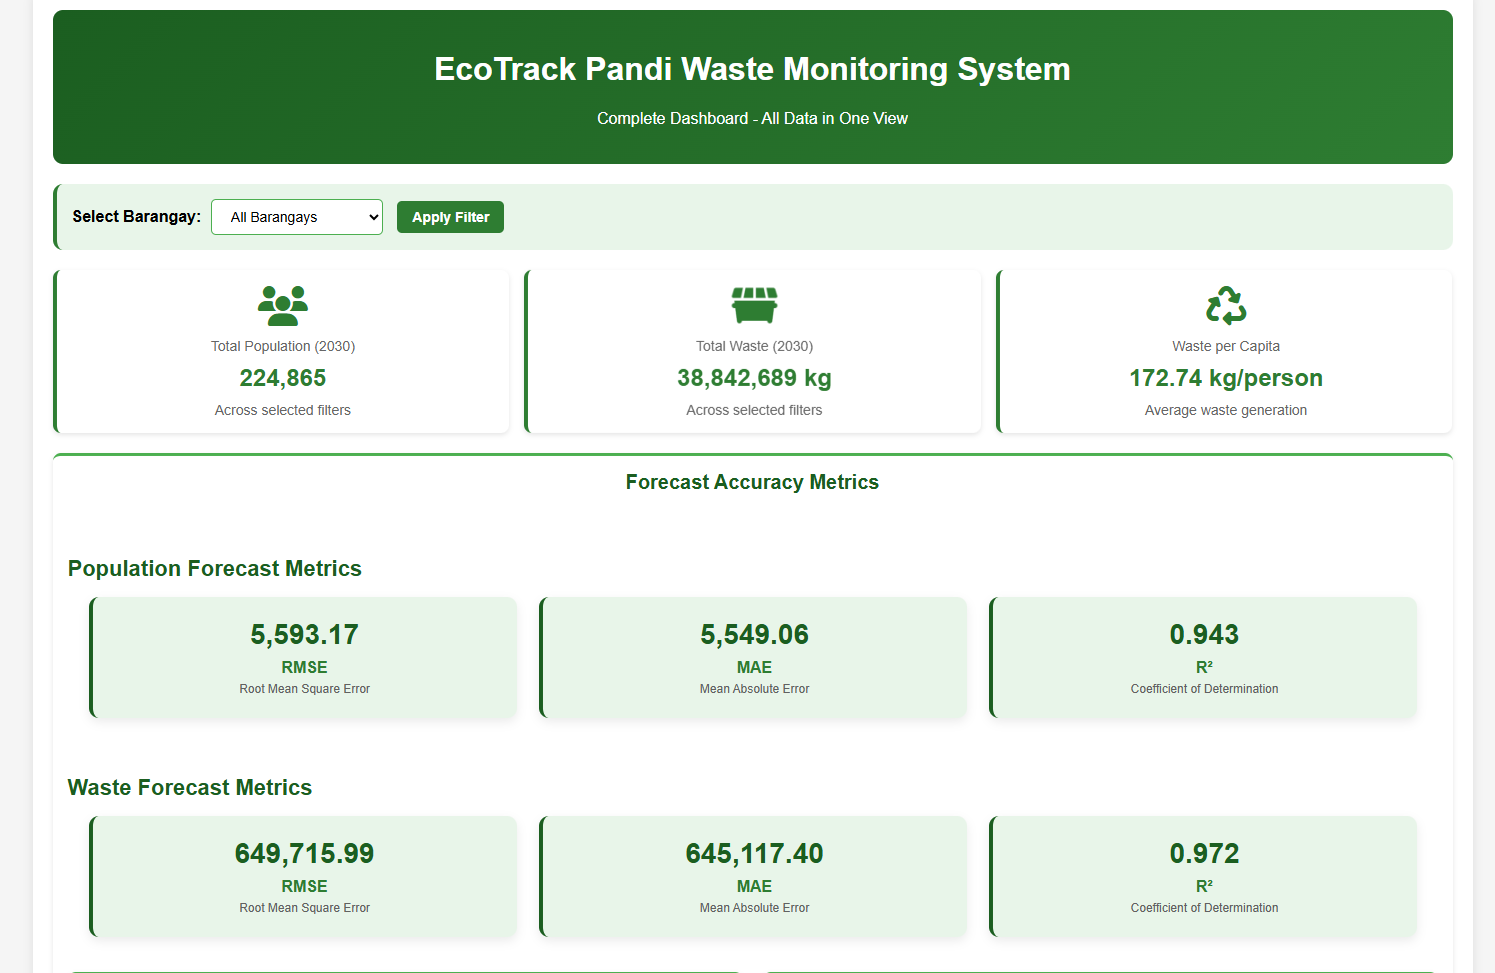 EcoTrack Pandi Waste Monitoring System
Complete Dashboard - All Data in One View
Select Barangay: All Barangays Apply Filter
Total Population (2030)
224,865
Across selected filters
Total Waste (2030)
38,842,689 kg
Across selected filters
Waste per Capita
172.74 kg/person
Average waste generation
Forecast Accuracy Metrics
Population Forecast Metrics
5,593.17
RMSE
Root Mean Square Error
5,549.06
MAE
Mean Absolute Error
0.943
R²
Coefficient of Determination
Waste Forecast Metrics
649,715.99
RMSE
Root Mean Square Error
645,117.40
MAE
Mean Absolute Error
0.972
R²
Coefficient of Determination